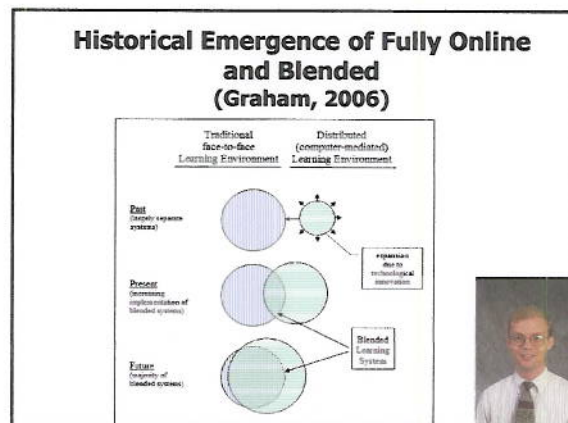 Historical Emergence of Fully Online
and Blended
(Graham, 2006)
Traditional
face-to-face
Learning Environment
Distributed
(computer-mediated)
Learning Environment
Past
(largely separate
systems)
expansion
due to
technological
innovation
Present
(increasing
implementation of
blended systems)
Blended
Learning
System
Future
(majority of
blended systems)